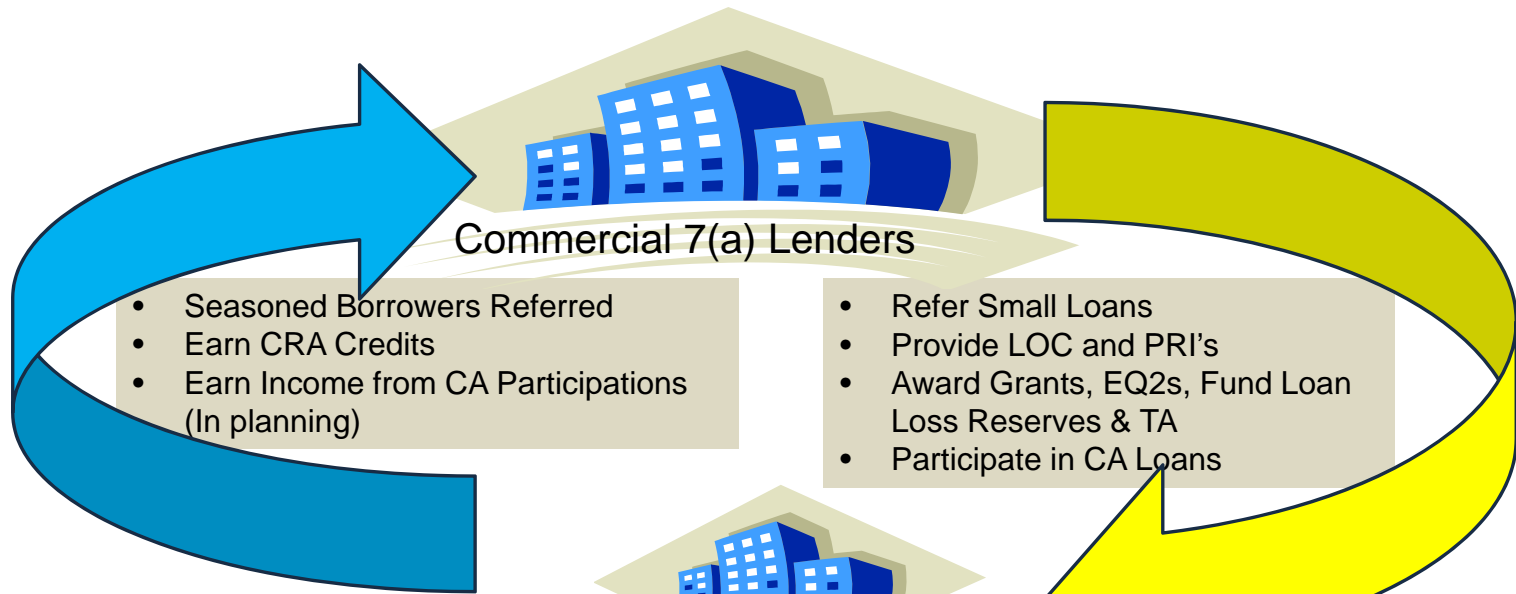 Commercial 7(a) Lenders
• Seasoned Borrowers Referred
• Earn CRA Credits
• Earn Income from CA Participations
(In planning)
• Refer Small Loans
• Provide LOC and PRI's
• Award Grants, EQ2s, Fund Loan
Loss Reserves & TA
• Participate in CA Loans